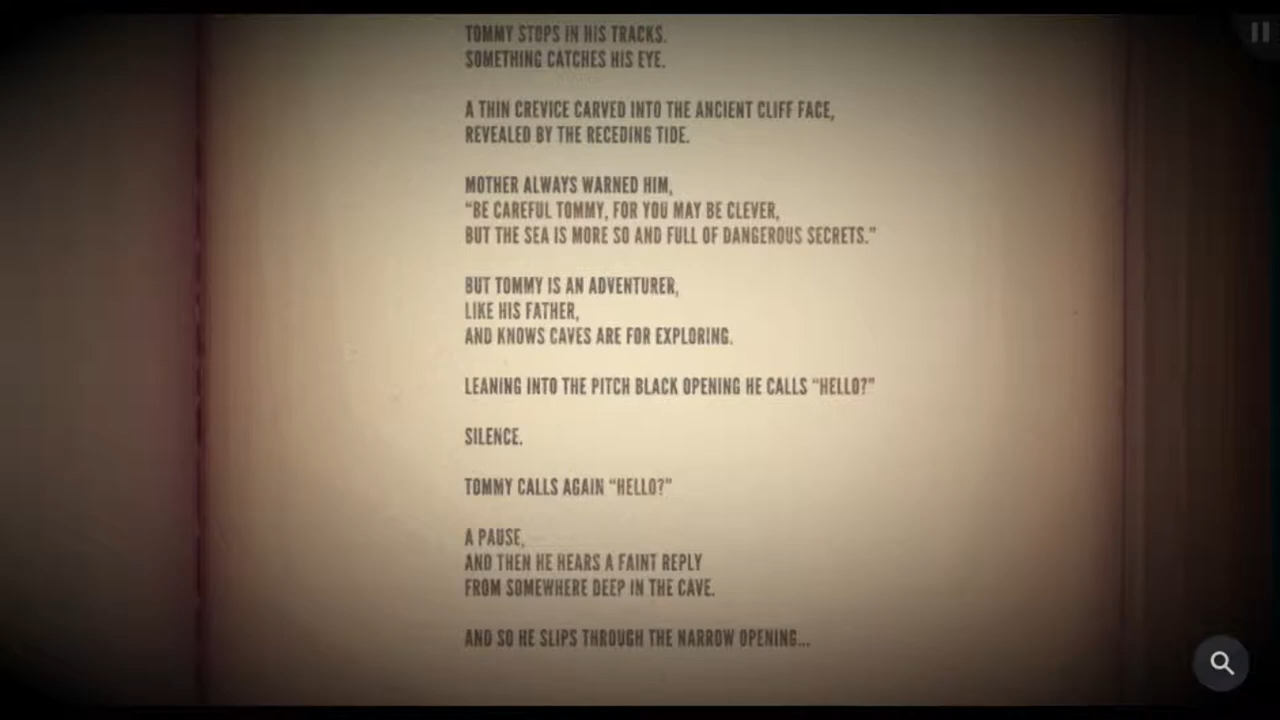 TOMMY STOPS IN HIS TRACKS.
SOMETHING CATCHES HIS EYE.
A THIN CREVICE CARVED INTO THE ANCIENT CLIFF FACE,
REVEALED BY THE RECEDING TIDE.
MOTHER ALWAYS WARNED HIM,
“BE CAREFUL TOMMY, FOR YOU MAY BE CLEVER,
BUT THE SEA IS MORE SO AND FULL OF DANGEROUS SECRETS.”
BUT TOMMY IS AN ADVENTURER,
LIKE HIS FATHER,
AND KNOWS CAVES ARE FOR EXPLORING.
LEANING INTO THE PITCH BLACK OPENING HE CALLS “HELLO?”
SILENCE.
TOMMY CALLS AGAIN “HELLO?”
A PAUSE,
AND THEN HE HEARS A FAINT REPLY
FROM SOMEWHERE DEEP IN THE CAVE.
AND SO HE SLIPS THROUGH THE NARROW OPENING...